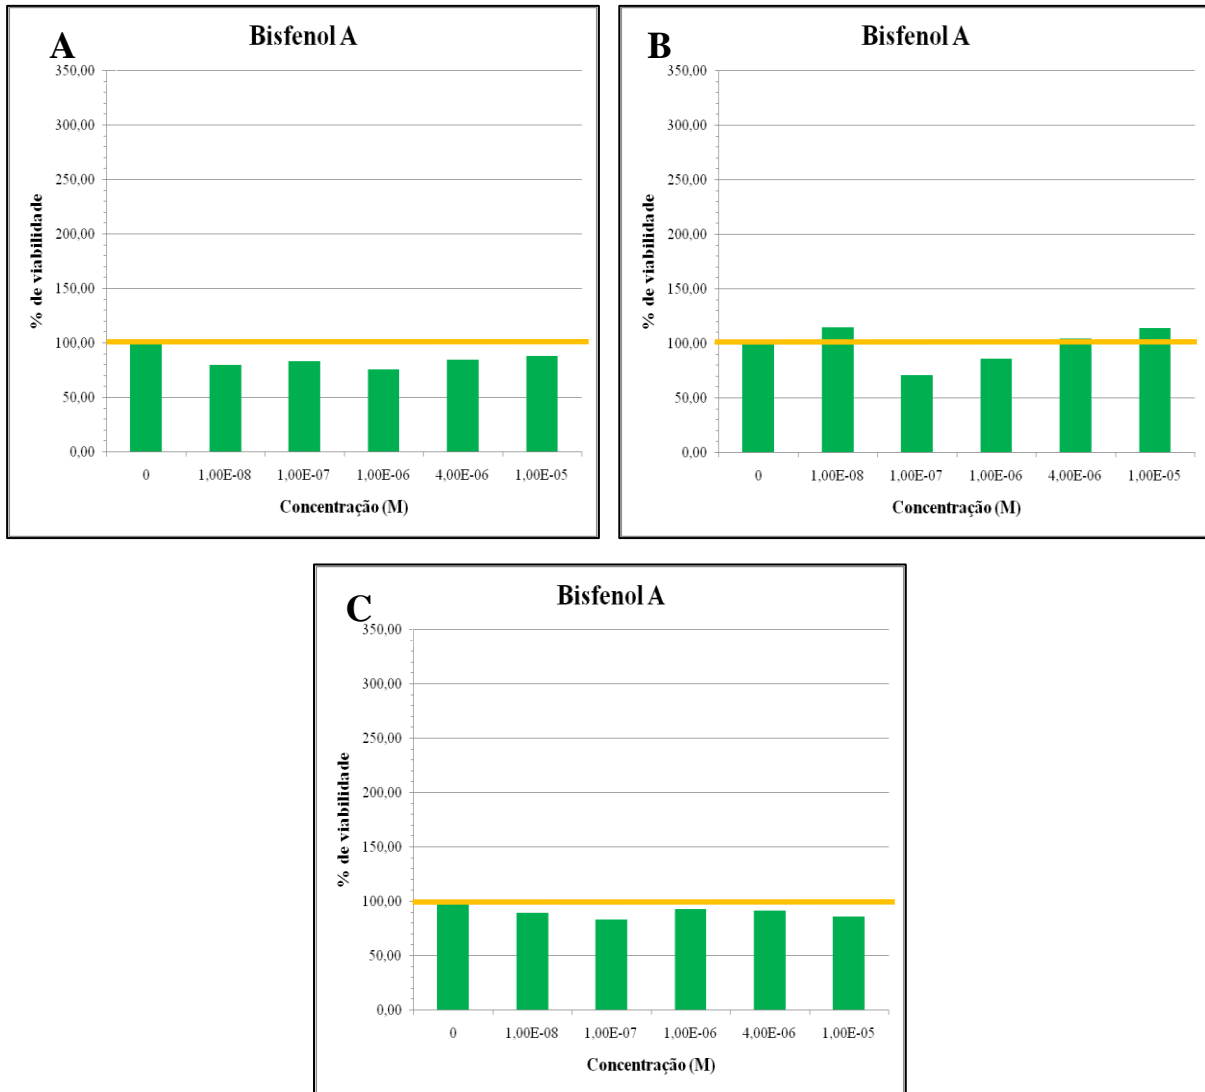 A
Bisfenol A
350,00
300,00
250,00
200,00
150,00
100,00
50,00
0,00
% de viabilidade
0 1,00E-08 1,00E-07 1,00E-06 4,00E-06 1,00E-05
Concentração (M)
B
Bisfenol A
350,00
300,00
250,00
200,00
150,00
100,00
50,00
0,00
% de viabilidade
0 1,00E-08 1,00E-07 1,00E-06 4,00E-06 1,00E-05
Concentração (M)
C
Bisfenol A
350,00
300,00
250,00
200,00
150,00
100,00
50,00
0,00
% de viabilidade
0 1,00E-08 1,00E-07 1,00E-06 4,00E-06 1,00E-05
Concentração (M)